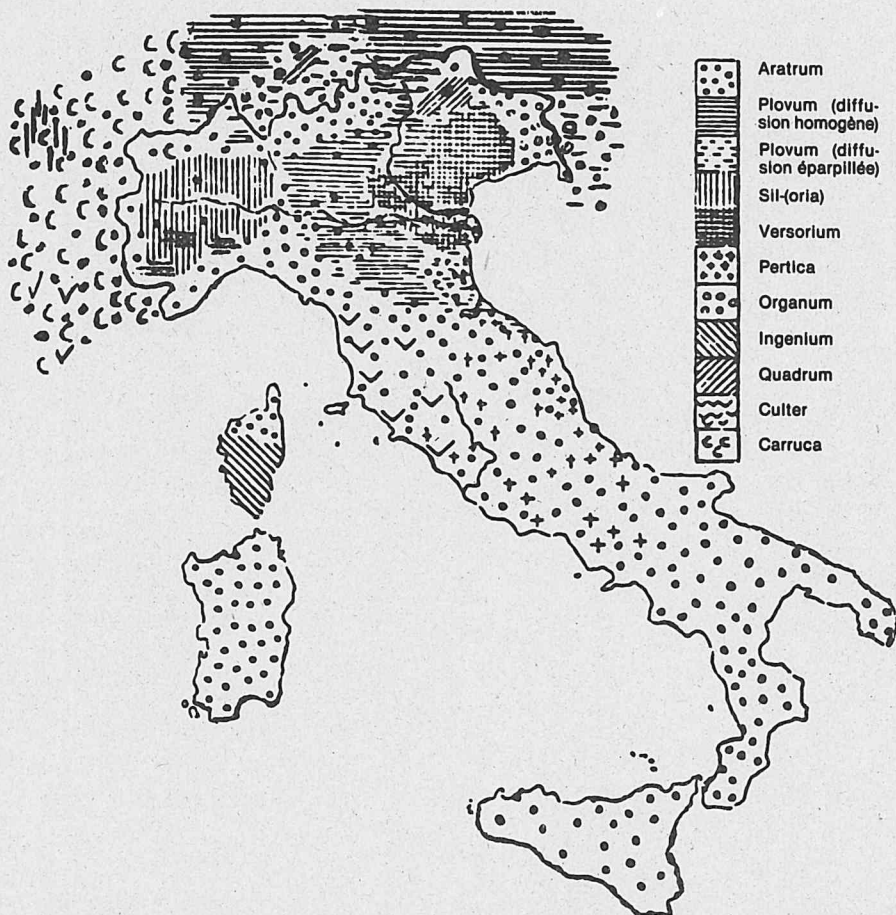 Aratrum
Plovum (diffu-
sion homogène)
Plovum (diffu-
sion éparpillée)
Sil-(oria)
Versorium
Pertica
Organum
Ingenium
Quadrum
Culter
Carruca